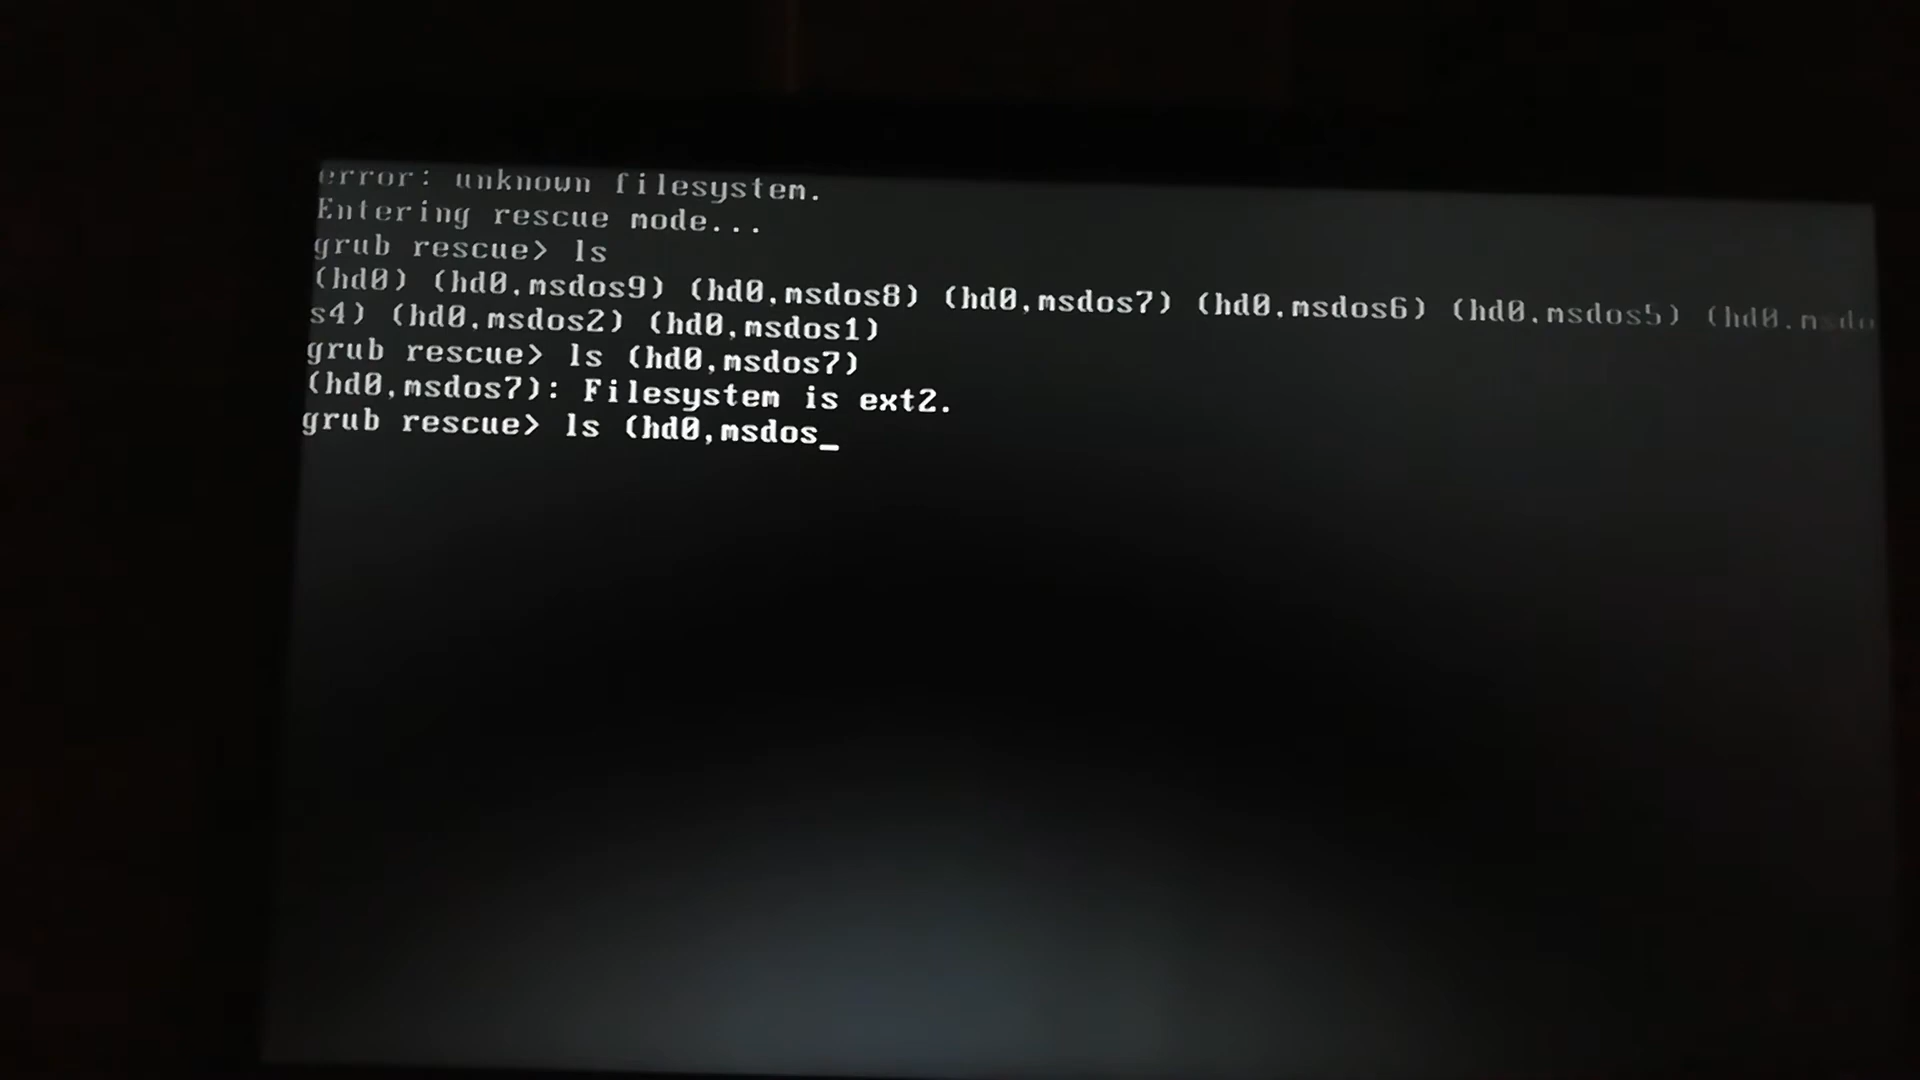 error: unknown filesystem.
Entering rescue mode...
grub rescue> ls
(hd0) (hd0,msdos9) (hd0,msdos8) (hd0,msdos7) (hd0,msdos6) (hd0,msdos5) (hd0,msdo
s4) (hd0,msdos2) (hd0,msdos1)
grub rescue> ls (hd0,msdos7)
(hd0,msdos7): Filesystem is ext2.
grub rescue> ls (hd0,msdos_